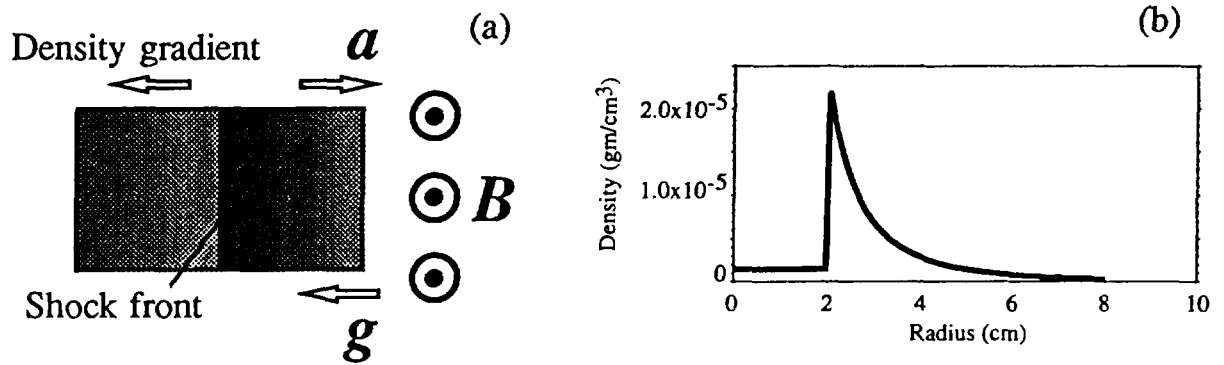 (a)
Density gradient
a
B
Shock front
g
(b)
Density (gm/cm³)
2.0x10⁻⁵
1.0x10⁻⁵
0
0 2 4 6 8 10
Radius (cm)